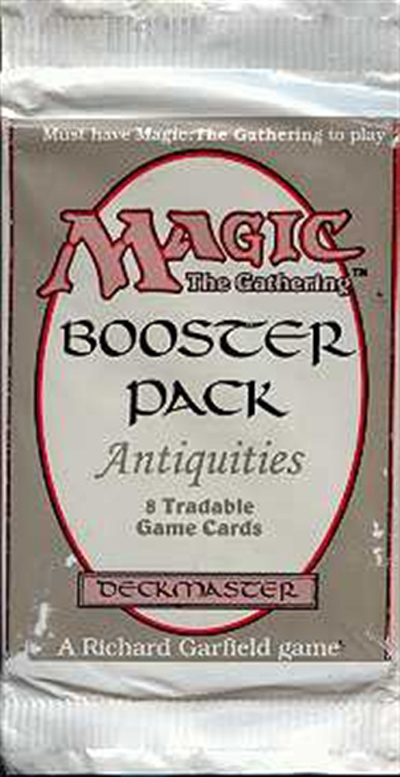 Must have Magic: The Gathering to play
MAGIC
The Gathering™
BOOSTER
PACK
Antiquities
8 Tradable
Game Cards
DECKMASTER
A Richard Garfield game